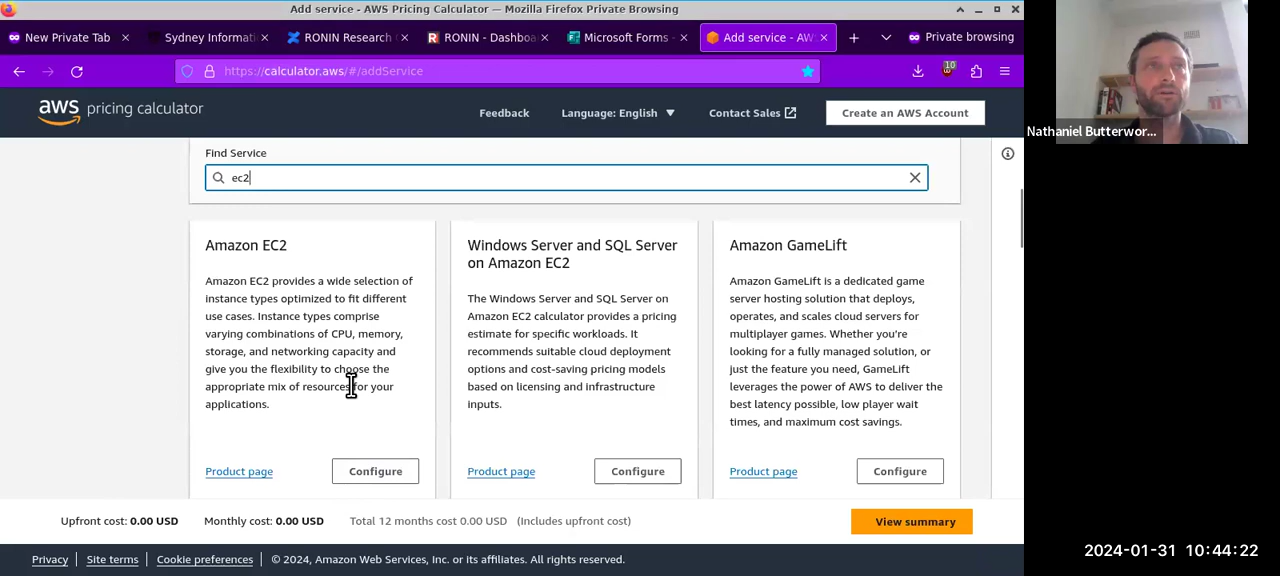 Add service - AWS Pricing Calculator — Mozilla Firefox Private Browsing
New Private Tab
Sydney Informati
RONIN Research
RONIN - Dashboa
Microsoft Forms -
Add service - AW
Private browsing
https://calculator.aws/#/addService
10
aws pricing calculator
Feedback
Language: English
Contact Sales
Create an AWS Account
Nathaniel Butterwor...
Find Service
ec2
Amazon EC2
Amazon EC2 provides a wide selection of
instance types optimized to fit different
use cases. Instance types comprise
varying combinations of CPU, memory,
storage, and networking capacity and
give you the flexibility to choose the
appropriate mix of resources for your
applications.
Product page
Configure
Windows Server and SQL Server
on Amazon EC2
The Windows Server and SQL Server on
Amazon EC2 calculator provides a pricing
estimate for specific workloads. It
recommends suitable cloud deployment
options and cost-saving pricing models
based on licensing and infrastructure
inputs.
Product page
Configure
Amazon GameLift
Amazon GameLift is a dedicated game
server hosting solution that deploys,
operates, and scales cloud servers for
multiplayer games. Whether you're
looking for a fully managed solution, or
just the feature you need, GameLift
leverages the power of AWS to deliver the
best latency possible, low player wait
times, and maximum cost savings.
Product page
Configure
Upfront cost: 0.00 USD
Monthly cost: 0.00 USD
Total 12 months cost 0.00 USD
(Includes upfront cost)
View summary
Privacy
Site terms
Cookie preferences
© 2024, Amazon Web Services, Inc. or its affiliates. All rights reserved.
2024-01-31 10:44:22